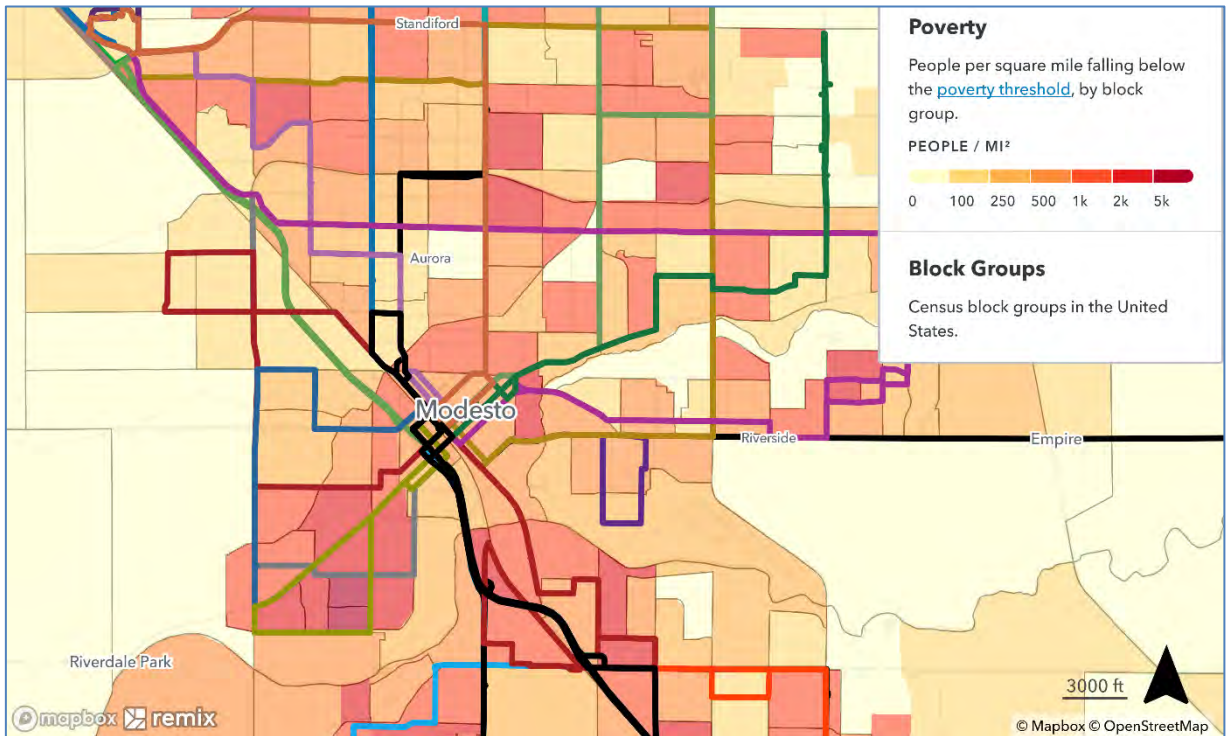 Standiford
Poverty
People per square mile falling below
the poverty threshold, by block
group.
PEOPLE / MI²
0 100 250 500 1k 2k 5k
Aurora
Block Groups
Census block groups in the United
States.
Modesto
Riverside
Empire
Riverdale Park
3000 ft
mapbox remix
© Mapbox © OpenStreetMap